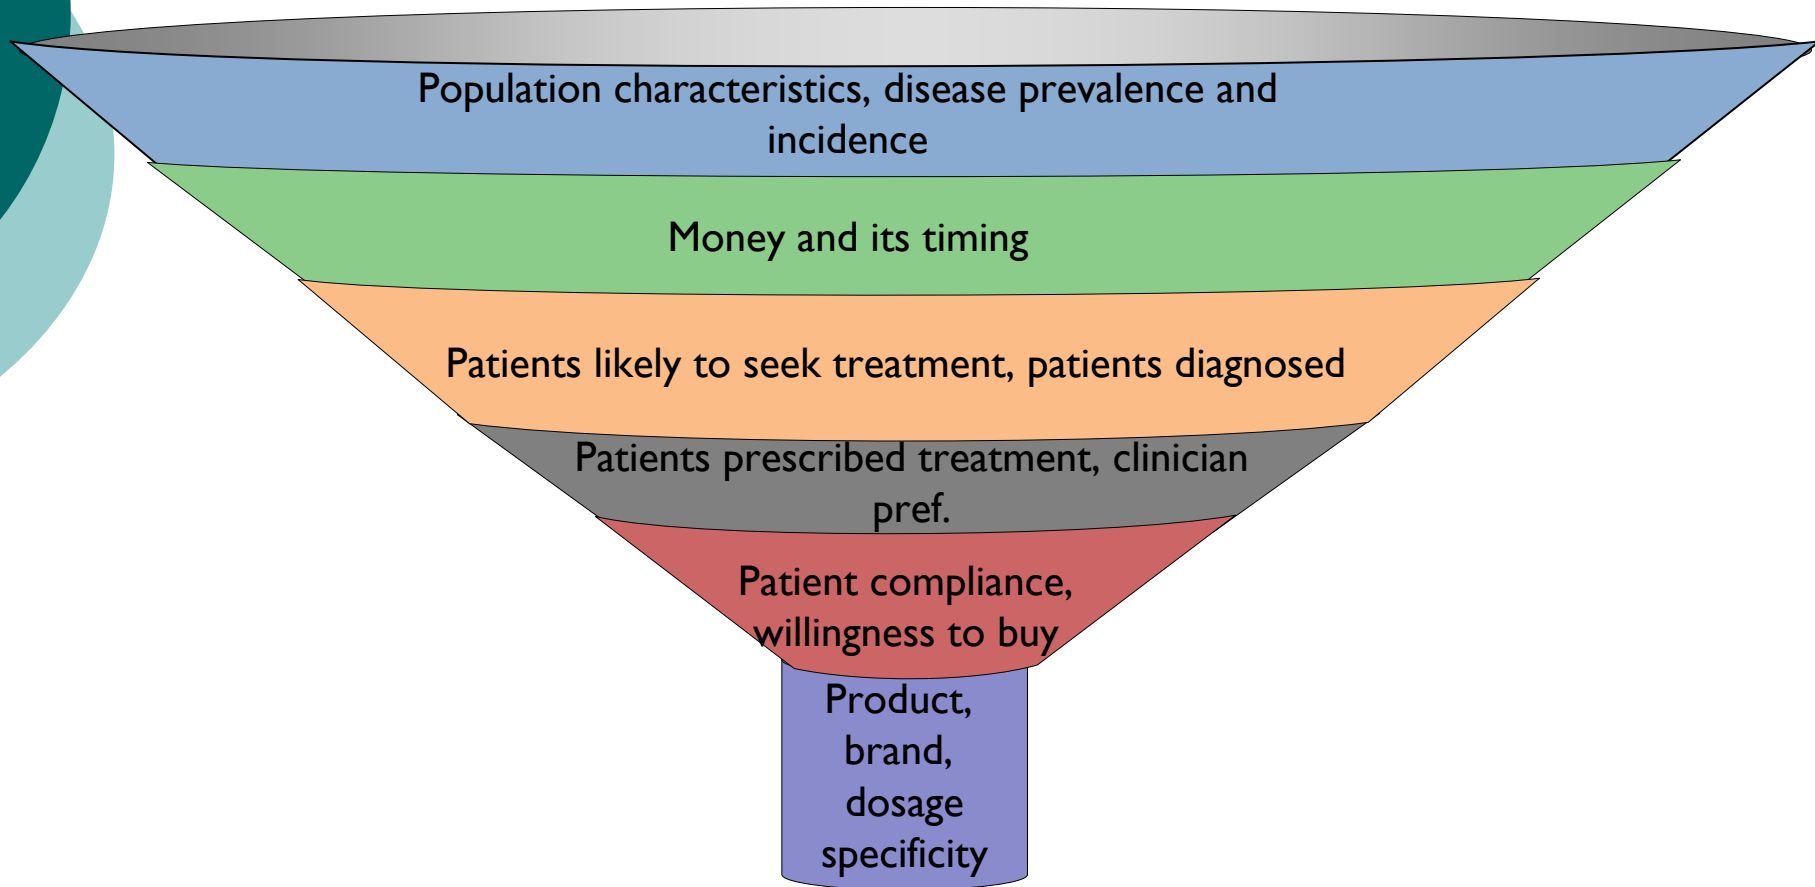 Population characteristics, disease prevalence and
incidence
Money and its timing
Patients likely to seek treatment, patients diagnosed
Patients prescribed treatment, clinician
pref.
Patient compliance,
willingness to buy
Product,
brand,
dosage
specificity